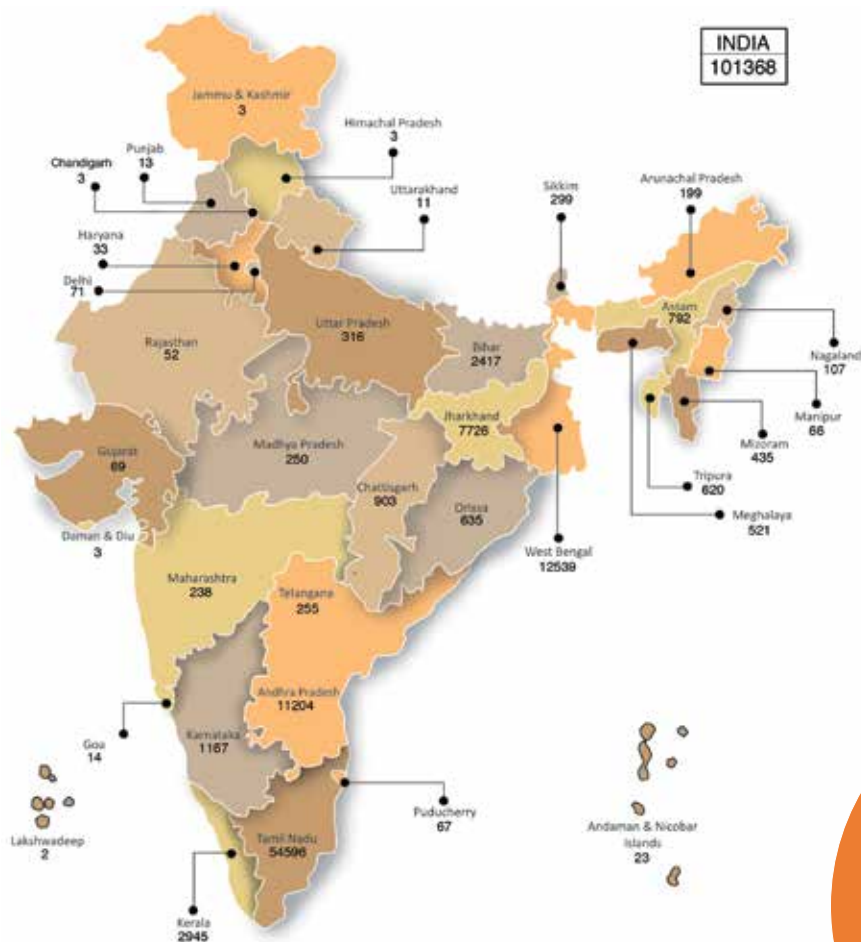 INDIA
101368
Jammu & Kashmir
3
Himachal Pradesh
3
Punjab
13
Chandigarh
3
Uttarakhand
11
Sikkim
299
Arunachal Pradesh
199
Haryana
33
Delhi
71
Uttar Pradesh
316
Assam
792
Rajasthan
52
Bihar
2417
Nagaland
107
Jharkhand
7726
Manipur
66
Madhya Pradesh
250
Gujarat
69
Mizoram
435
Chattisgarh
903
Tripura
620
Orissa
635
Meghalaya
521
Daman & Diu
3
West Bengal
12539
Maharashtra
238
Telangana
255
Andhra Pradesh
11204
Karnataka
1167
Goa
14
Puducherry
67
Lakshwadeep
2
Tamil Nadu
54596
Andaman & Nicobar
Islands
23
Kerala
2945